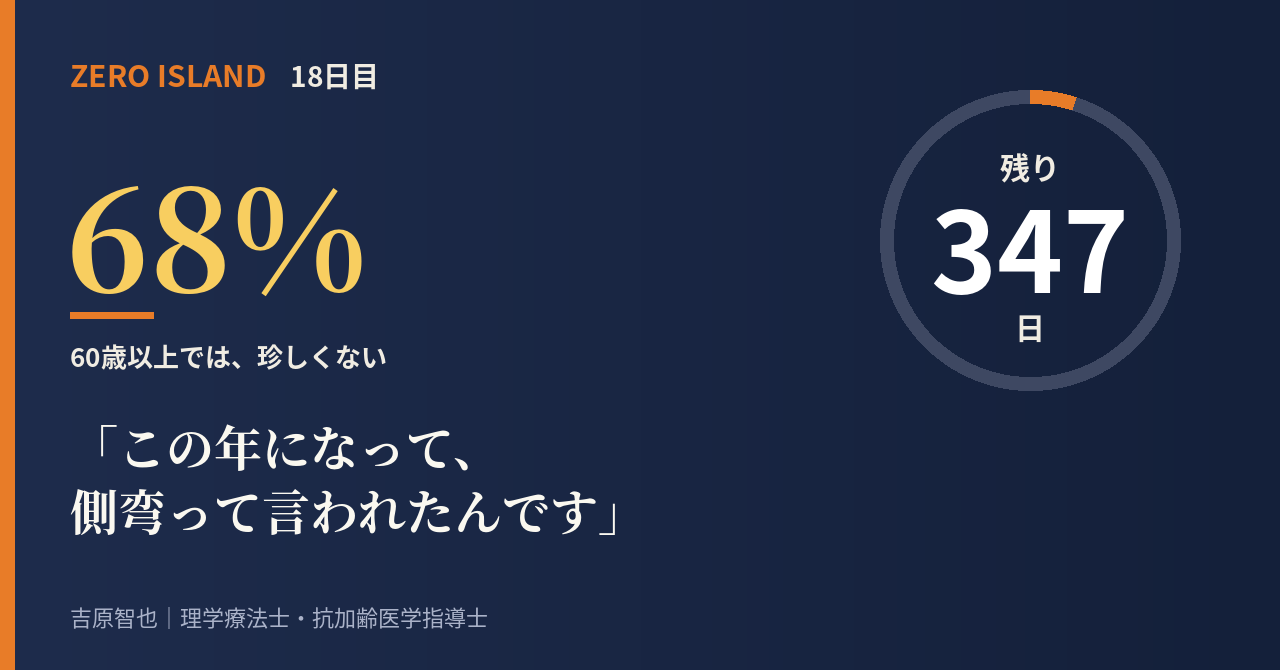 ZERO ISLAND 18日目
68%
60歳以上では、珍しくない
「この年になって、
側弯って言われたんです」
吉原智也｜理学療法士・抗加齢医学指導士
残り
347
日